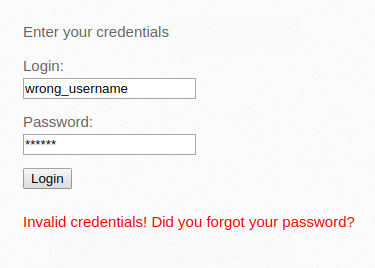 Enter your credentials
Login:
wrong_username
Password:
******
Login
Invalid credentials! Did you forgot your password?